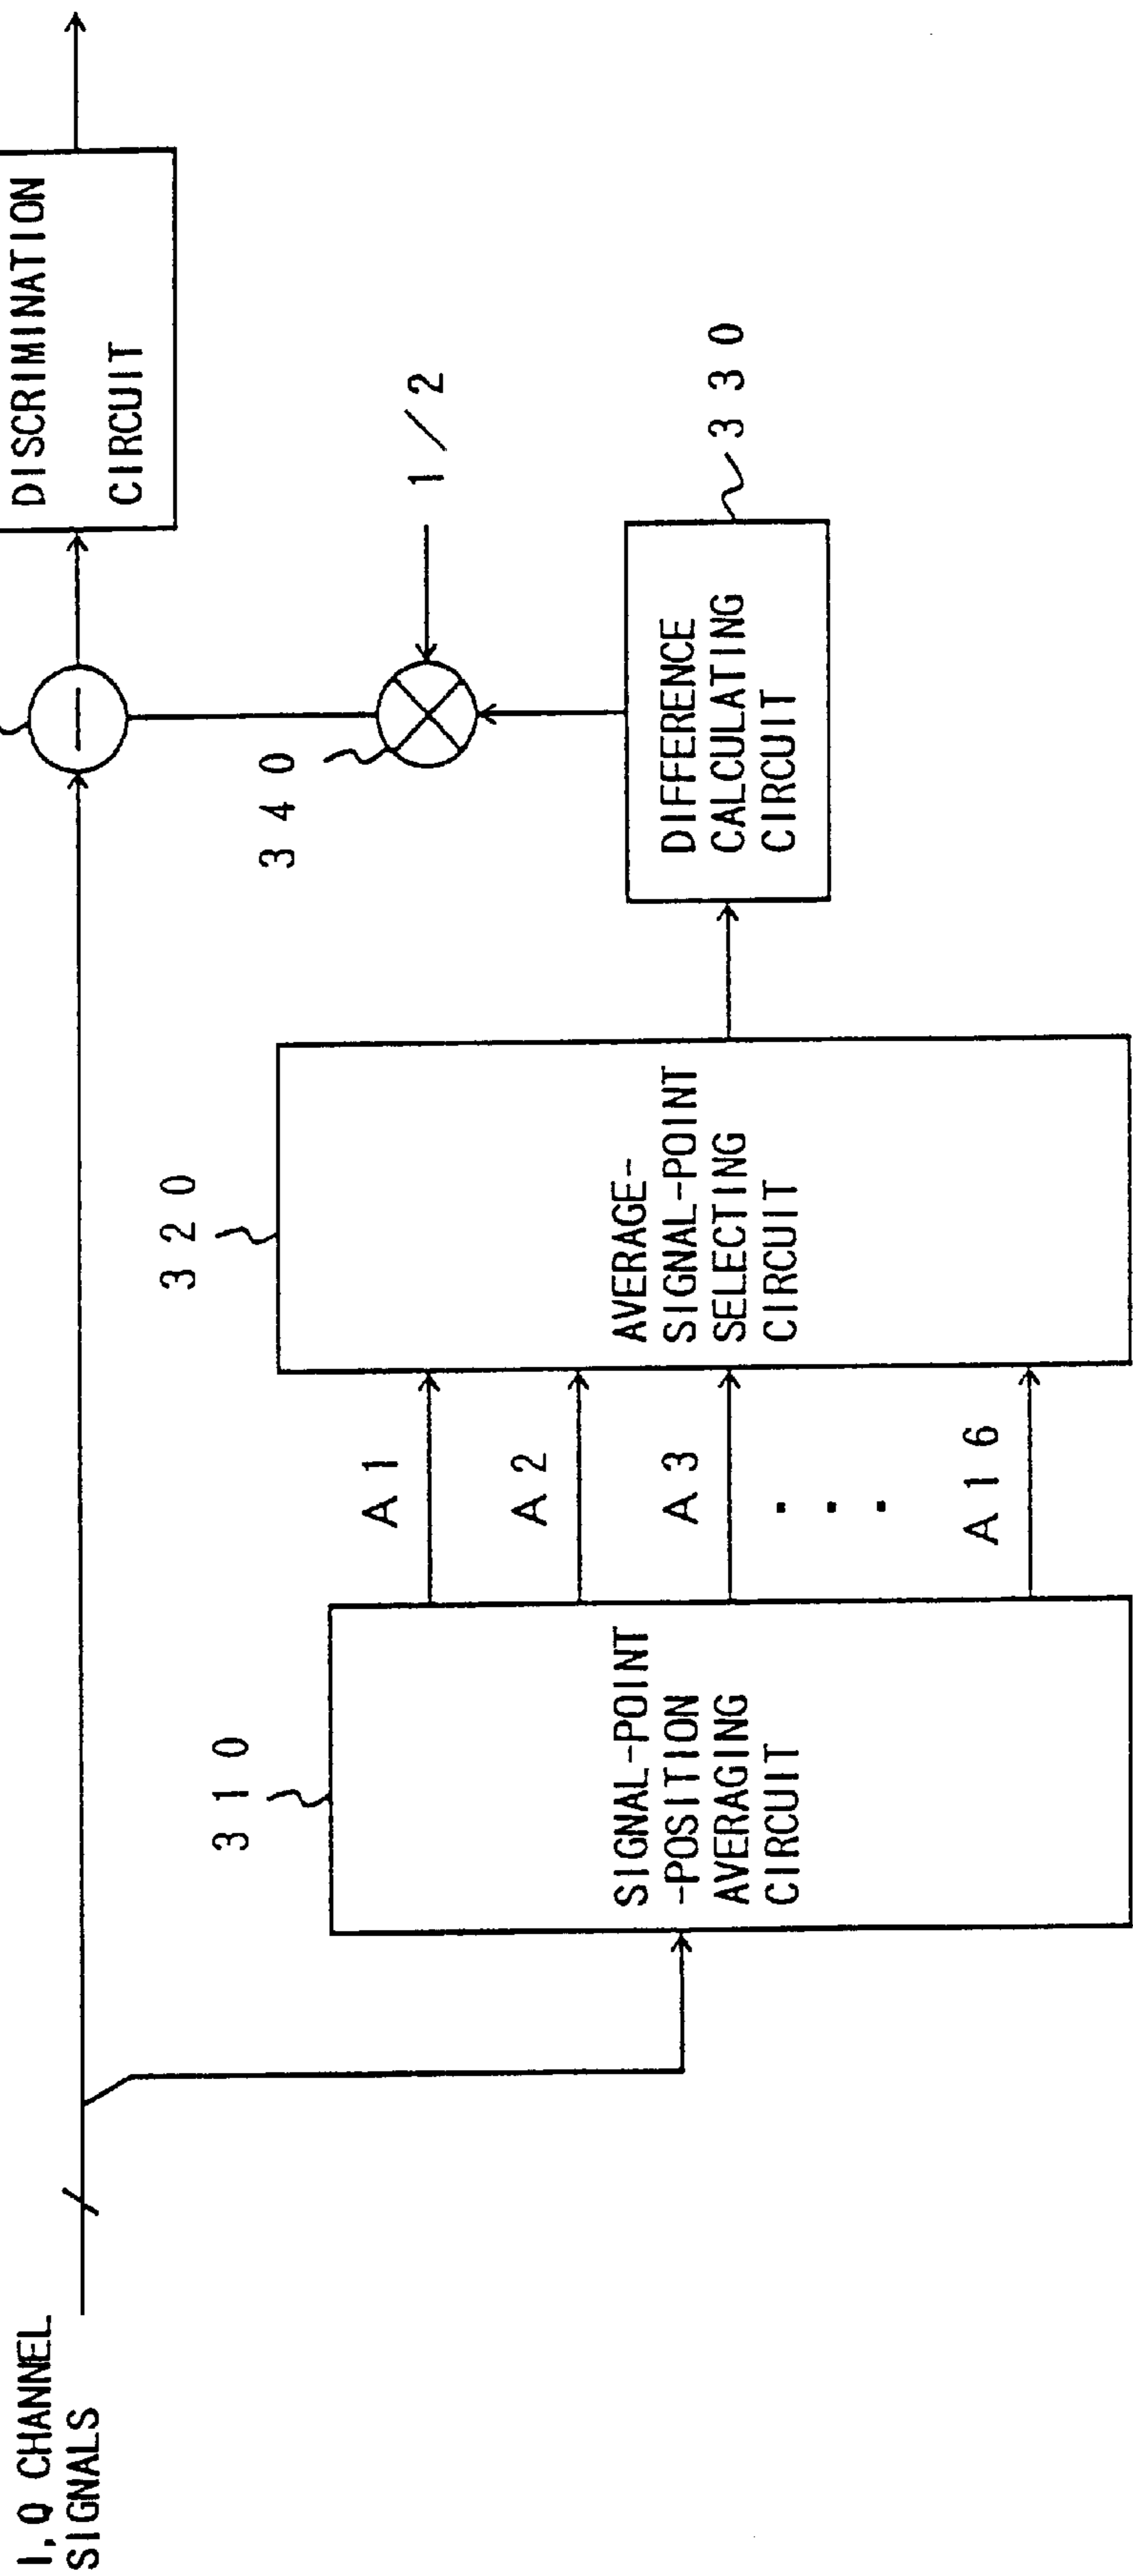 I,Q CHANNEL
SIGNALS
310
SIGNAL-POINT
-POSITION
AVERAGING
CIRCUIT
A1
A2
A3
A16
320
AVERAGE-
SIGNAL-POINT
SELECTING
CIRCUIT
340
1/2
DIFFERENCE
CALCULATING
CIRCUIT
330
DISCRIMINATION
CIRCUIT